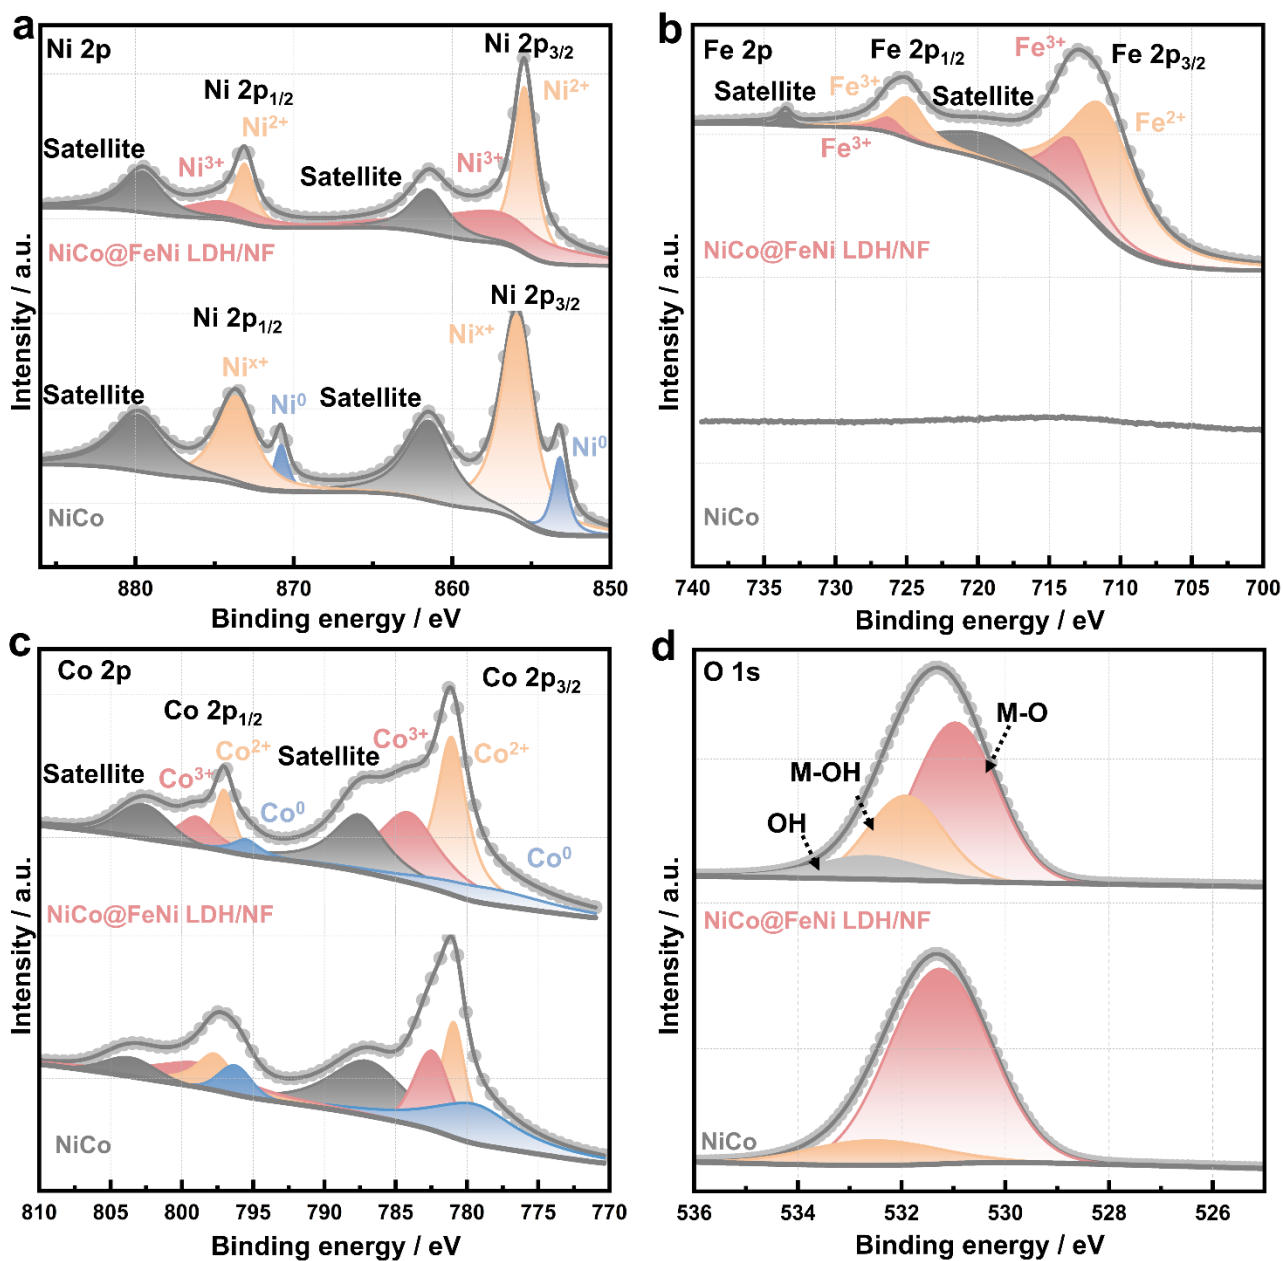 a
Ni 2p
Ni 2p3/2
Ni 2p1/2
Ni2+
Ni2+
Satellite
Ni3+
Satellite
Ni3+
NiCo@FeNi LDH/NF
Ni 2p3/2
Ni 2p1/2
Nix+
Nix+
Satellite
Ni0
Satellite
Ni0
NiCo
Intensity / a.u.
880
870
860
850
Binding energy / eV
b
Fe 2p
Fe 2p1/2
Fe3+
Fe 2p3/2
Satellite
Fe3+
Satellite
Fe2+
Fe3+
NiCo@FeNi LDH/NF
NiCo
Intensity / a.u.
740
735
730
725
720
715
710
705
700
Binding energy / eV
c
Co 2p
Co 2p3/2
Co 2p1/2
Co2+
Satellite
Co3+
Co2+
Satellite
Co3+
Co0
Co0
NiCo@FeNi LDH/NF
NiCo
Intensity / a.u.
810
805
800
795
790
785
780
775
770
Binding energy / eV
d
O 1s
M-O
M-OH
OH
NiCo@FeNi LDH/NF
NiCo
Intensity / a.u.
536
534
532
530
528
526
Binding energy / eV